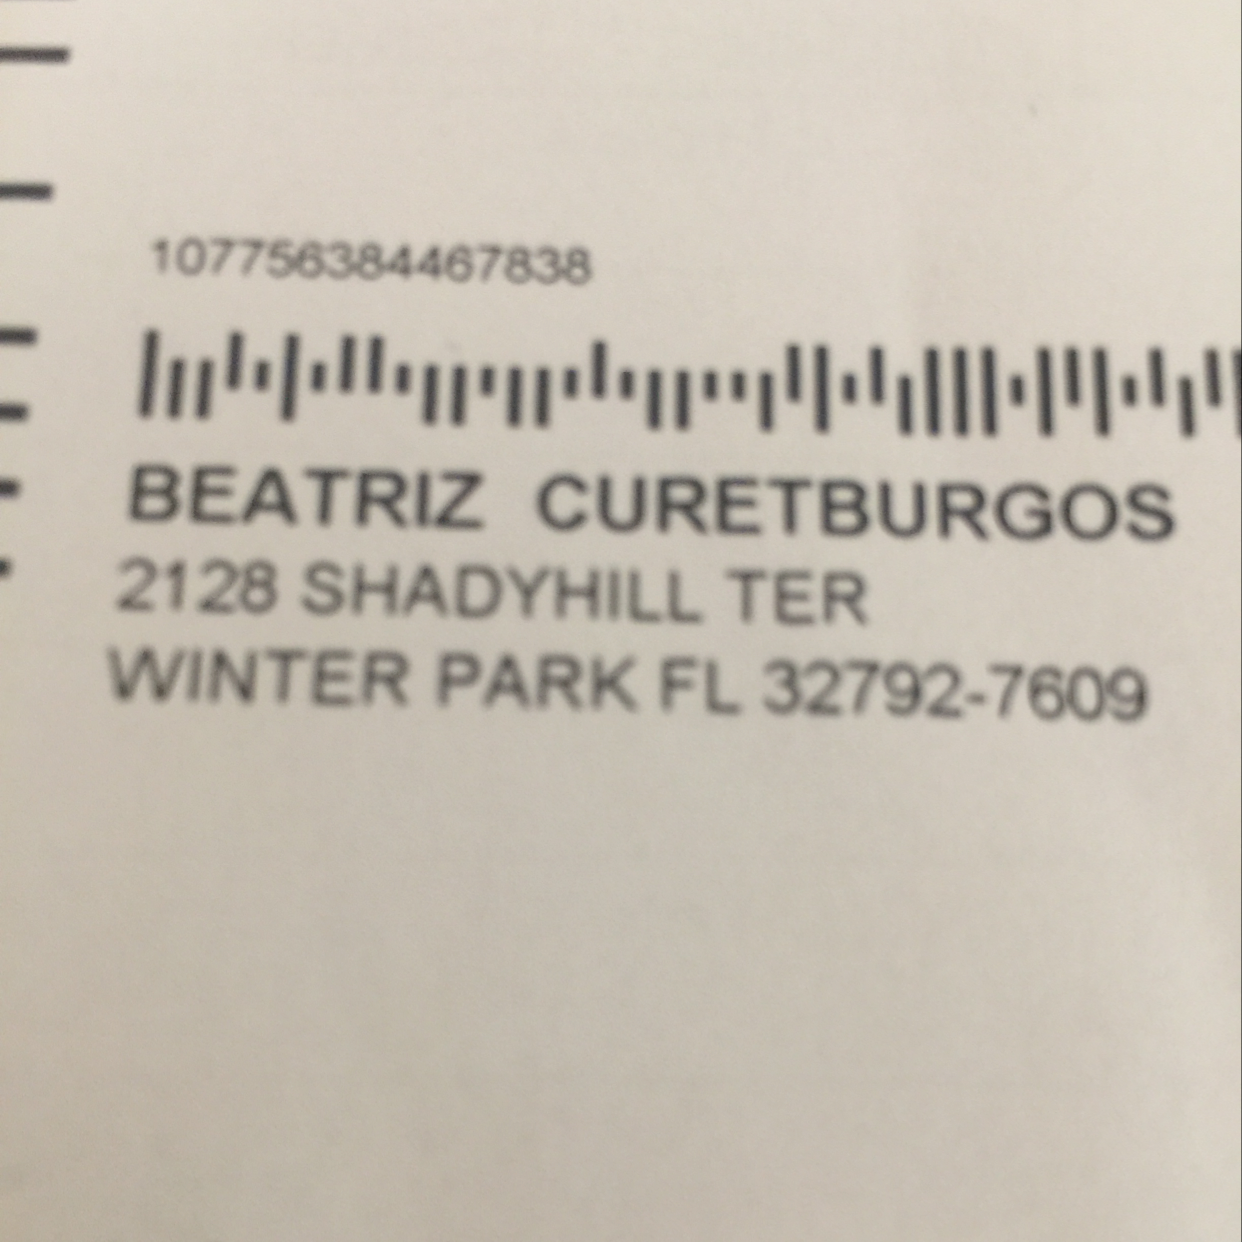 107756384467838
BEATRIZ CURETBURGOS
2128 SHADYHILL TER
WINTER PARK FL 32792-7609